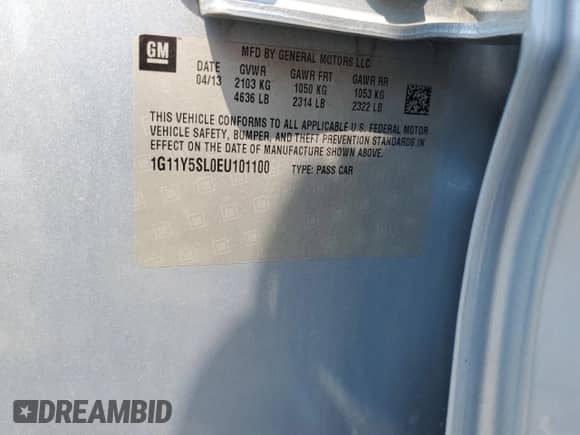 GM
MFD BY GENERAL MOTORS LLC
DATE GVWR GAWR FRT GAWR RR
04/13 2103 KG 1050 KG 1053 KG
4636 LB 2314 LB 2322 LB
THIS VEHICLE CONFORMS TO ALL APPLICABLE U.S. FEDERAL MOTOR
VEHICLE SAFETY, BUMPER, AND THEFT PREVENTION STANDARDS IN
EFFECT ON THE DATE OF MANUFACTURE SHOWN ABOVE.
1G11Y5SL0EU101100 TYPE: PASS CAR
DREAMBID